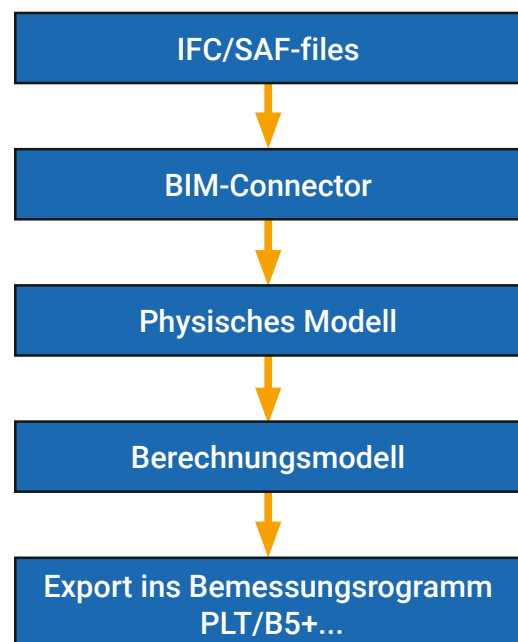 IFC/SAF-files
BIM-Connector
Physisches Modell
Berechnungsmodell
Export ins Bemessungsrogramm
PLT/B5+...